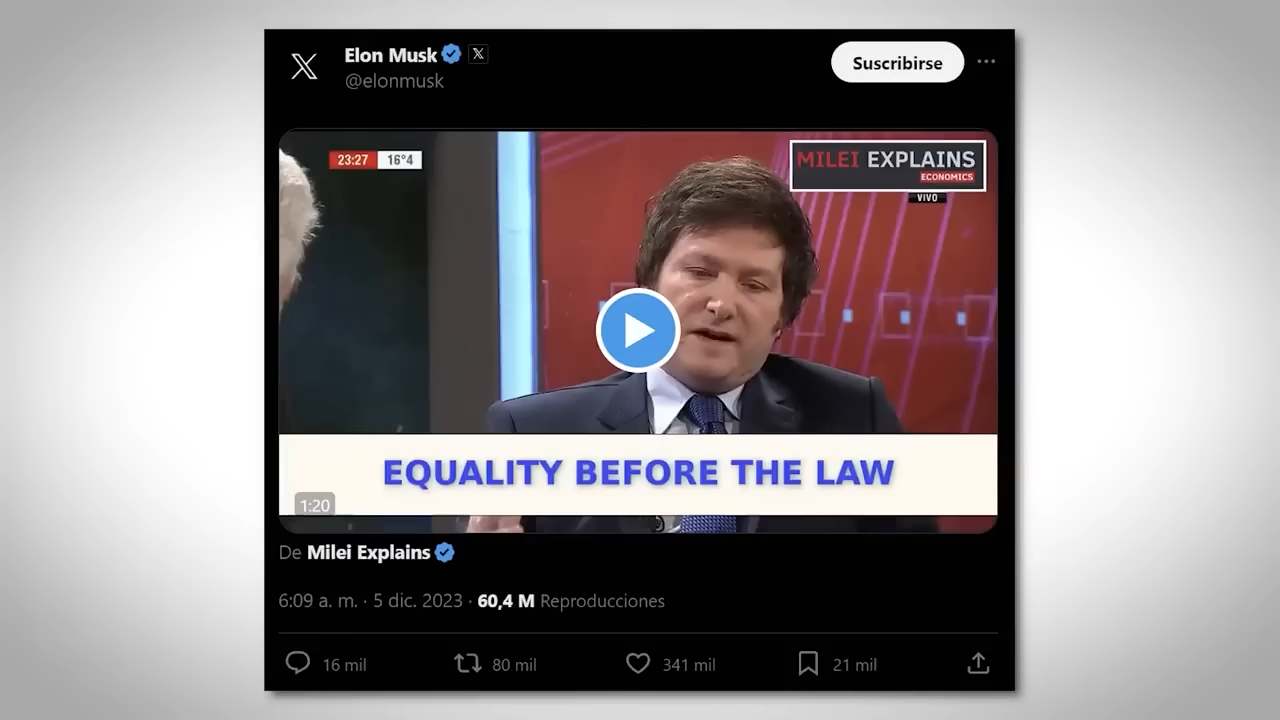 Elon Musk
@elonmusk
Suscribirse
23:27 16°4
MILEI EXPLAINS
ECONOMICS
VIVO
EQUALITY BEFORE THE LAW
1:20
De Milei Explains
6:09 a. m. · 5 dic. 2023 · 60,4 M Reproducciones
16 mil 80 mil 341 mil 21 mil